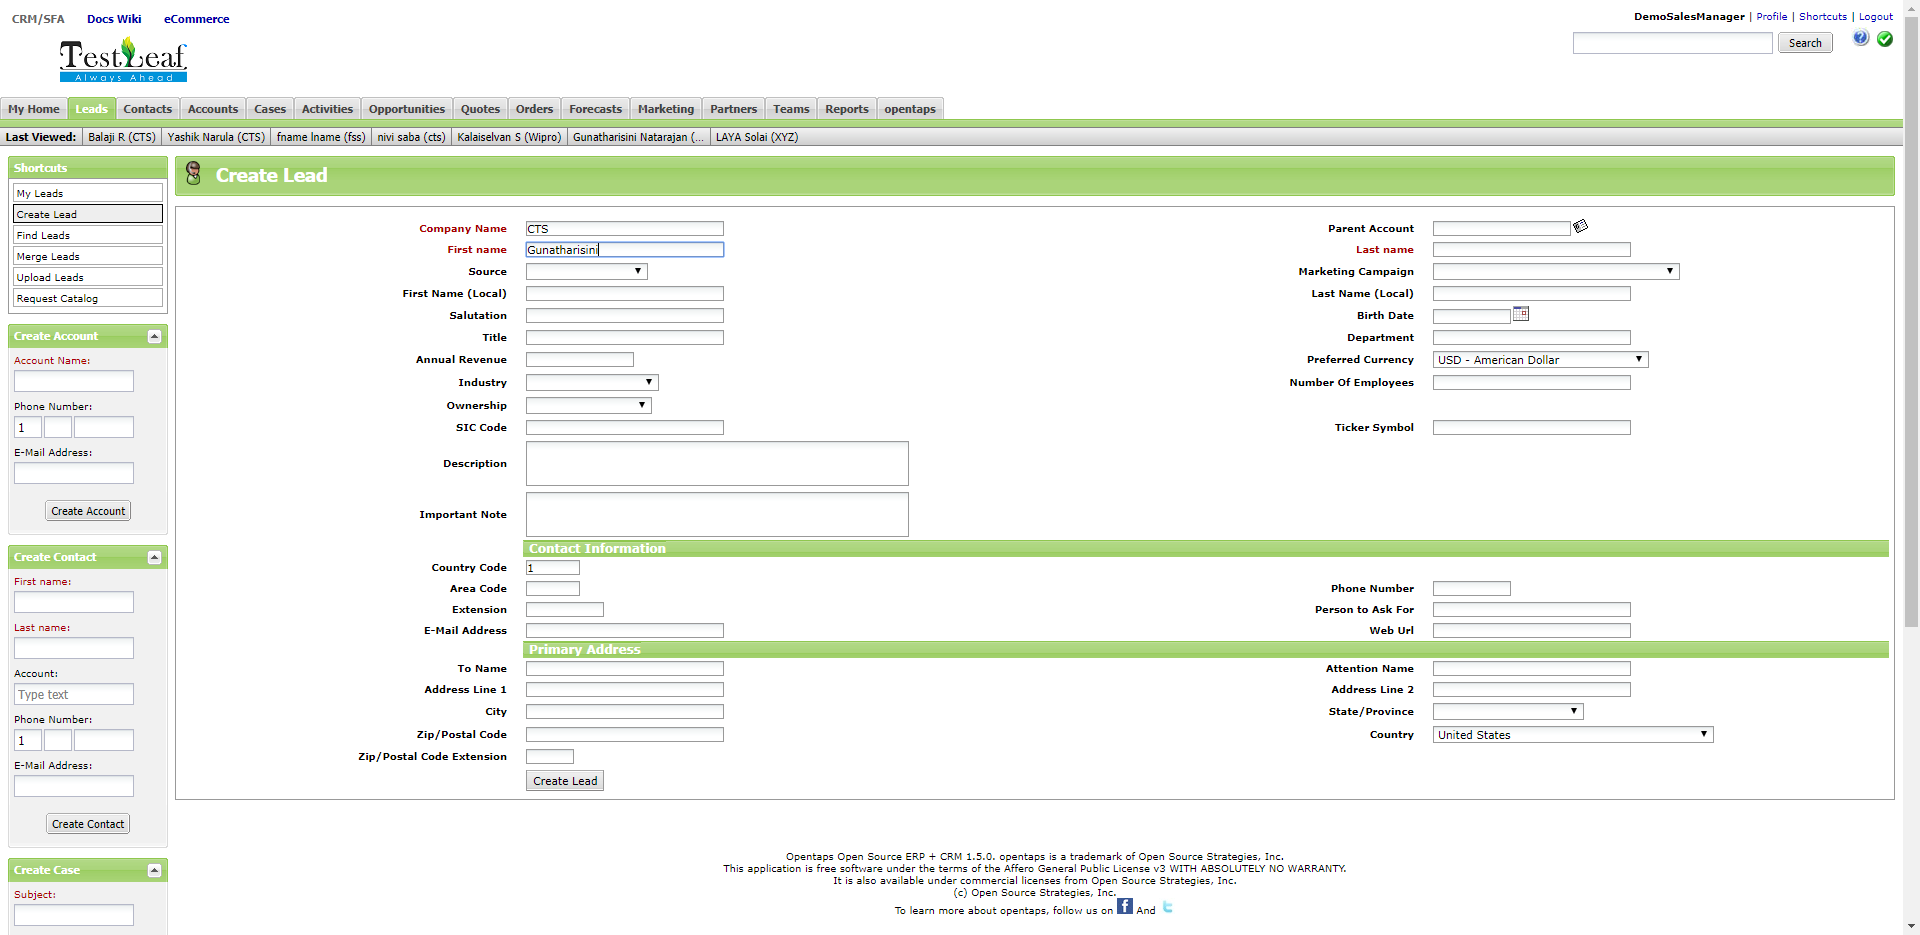 CRM/SFA Docs Wiki eCommerce
DemoSalesManager | Profile | Shortcuts | Logout
TestLeaf
Always Ahead
Search
My Home Leads Contacts Accounts Cases Activities Opportunities Quotes Orders Forecasts Marketing Partners Teams Reports opentaps
Last Viewed: Balaji R (CTS) Yashik Narula (CTS) fname lname (fss) nivi saba (cts) Kalaiselvan S (Wipro) Gunatharisini Natarajan (... LAYA Solai (XYZ)
Shortcuts
My Leads
Create Lead
Find Leads
Merge Leads
Upload Leads
Request Catalog
Create Account
Account Name:
Phone Number:
1
E-Mail Address:
Create Account
Create Contact
First name:
Last name:
Account:
Type text
Phone Number:
1
E-Mail Address:
Create Contact
Create Case
Subject:
Create Lead
Company Name CTS Parent Account
First name Gunatharisini Last name
Source Marketing Campaign
First Name (Local) Last Name (Local)
Salutation Birth Date
Title Department
Annual Revenue Preferred Currency USD - American Dollar
Industry Number Of Employees
Ownership
SIC Code Ticker Symbol
Description
Important Note
Contact Information
Country Code 1
Area Code Phone Number
Extension Person to Ask For
E-Mail Address Web Url
Primary Address
To Name Attention Name
Address Line 1 Address Line 2
City State/Province
Zip/Postal Code Country United States
Zip/Postal Code Extension
Create Lead
Opentaps Open Source ERP + CRM 1.5.0. opentaps is a trademark of Open Source Strategies, Inc.
This application is free software under the terms of the Affero General Public License v3 WITH ABSOLUTELY NO WARRANTY.
It is also available under commercial licenses from Open Source Strategies, Inc.
(c) Open Source Strategies, Inc.
To learn more about opentaps, follow us on f And t